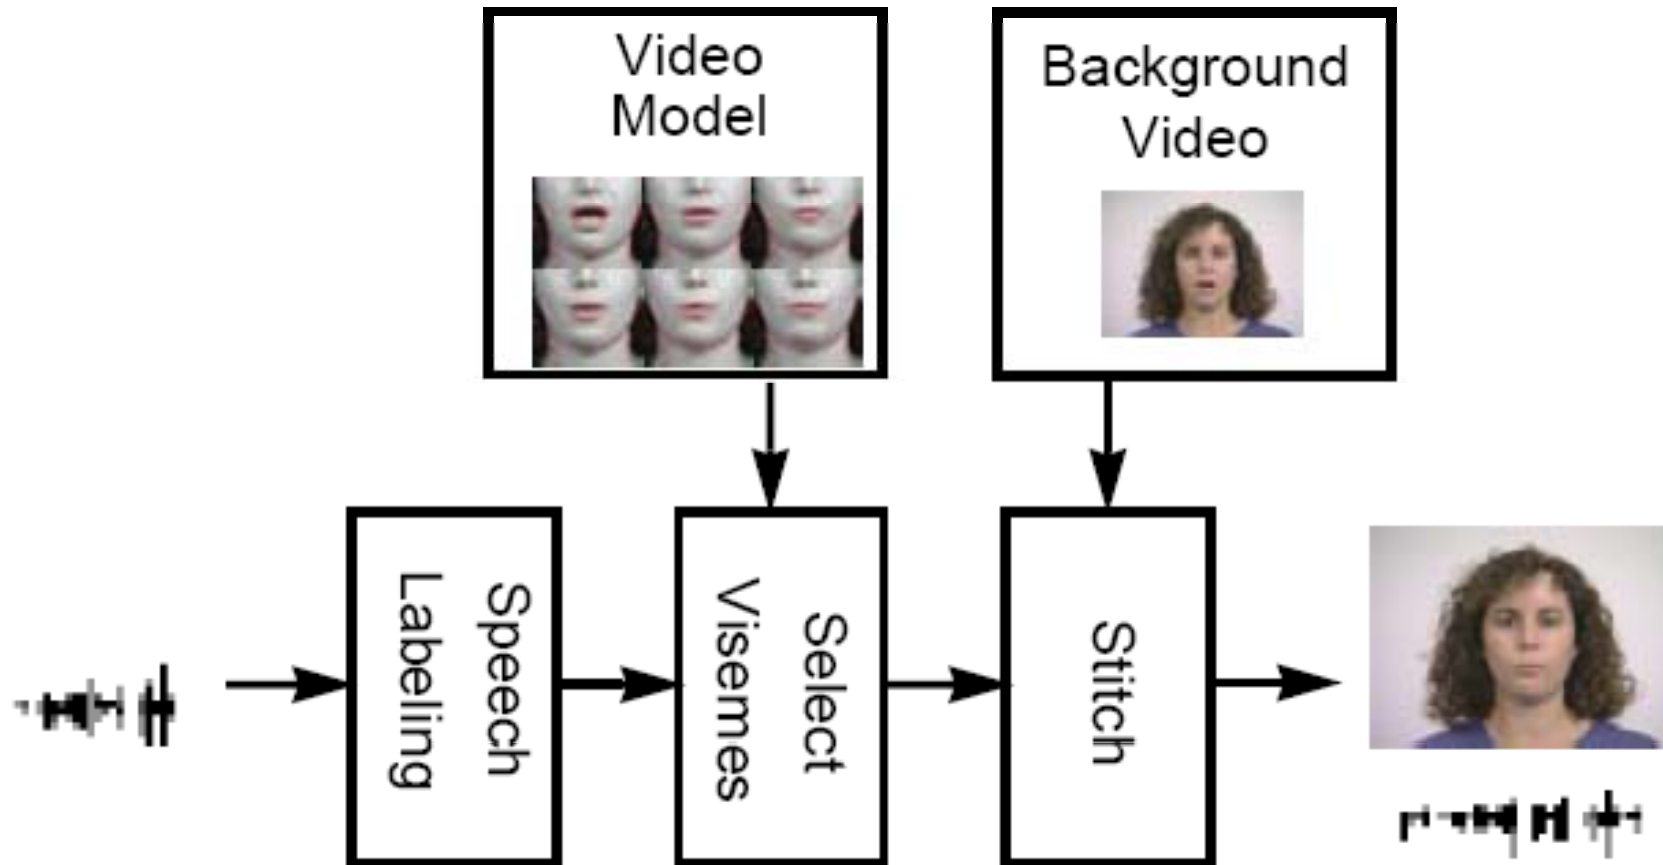 Video
Model
Background
Video
Speech
Labeling
Select
Visemes
Stitch